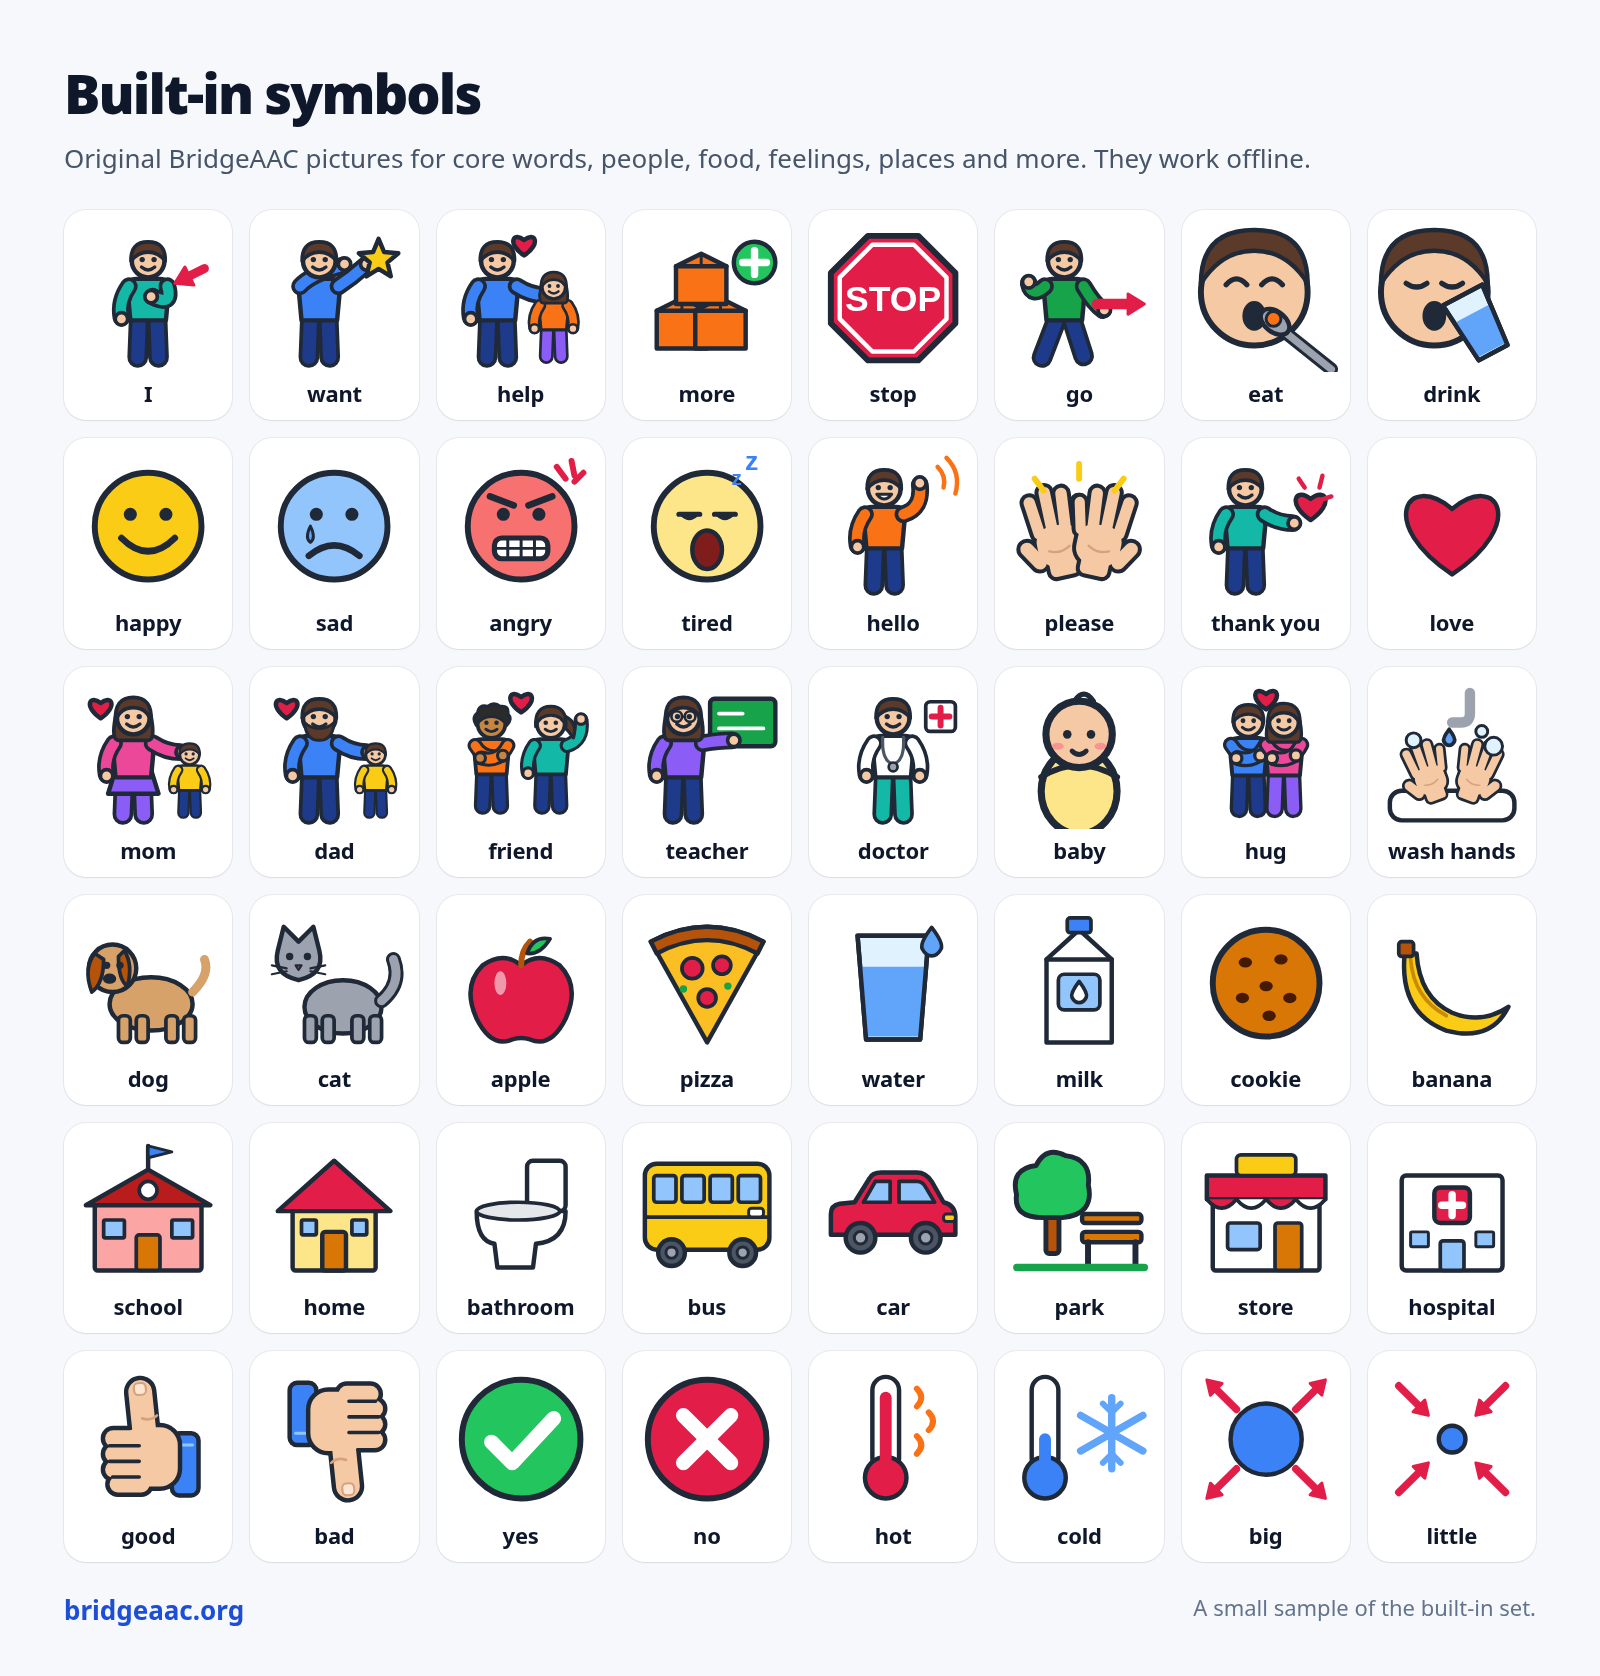 Built-in symbols
Original BridgeAAC pictures for core words, people, food, feelings, places and more. They work offline.
STOP
I want help more stop go eat drink
z
z
happy sad angry tired hello please thank you love
mom dad friend teacher doctor baby hug wash hands
dog cat apple pizza water milk cookie banana
school home bathroom bus car park store hospital
good bad yes no hot cold big little
bridgeaac.org
A small sample of the built-in set.